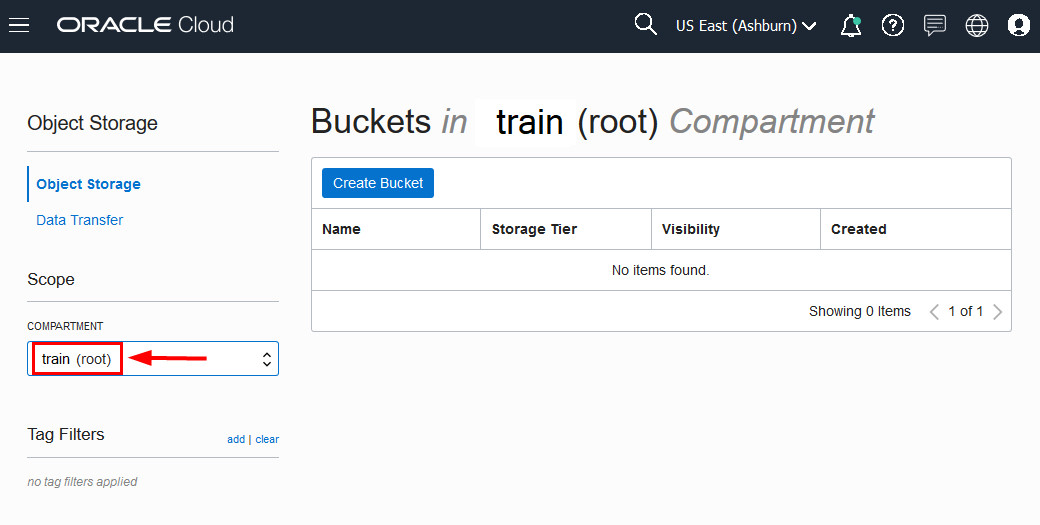 ORACLE Cloud
US East (Ashburn)
Object Storage
Object Storage
Data Transfer
Scope
COMPARTMENT
train (root)
Tag Filters
add | clear
no tag filters applied
Buckets in train (root) Compartment
Create Bucket
Name Storage Tier Visibility Created
No items found.
Showing 0 Items 1 of 1